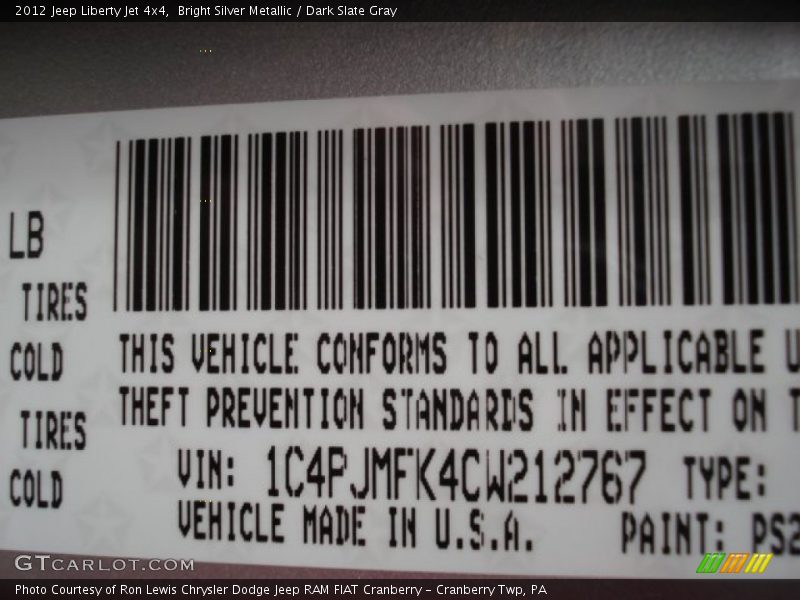 2012 Jeep Liberty Jet 4x4,  Bright Silver Metallic / Dark Slate Gray
LB
TIRES
COLD
TIRES
COLD
THIS VEHICLE CONFORMS TO ALL APPLICABLE U
THEFT PREVENTION STANDARDS IN EFFECT ON T
VIN: 1C4PJMFK4CW212767 TYPE:
VEHICLE MADE IN U.S.A. PAINT: PS2
GTCARLOT.COM
Photo Courtesy of Ron Lewis Chrysler Dodge Jeep RAM FIAT Cranberry – Cranberry Twp, PA